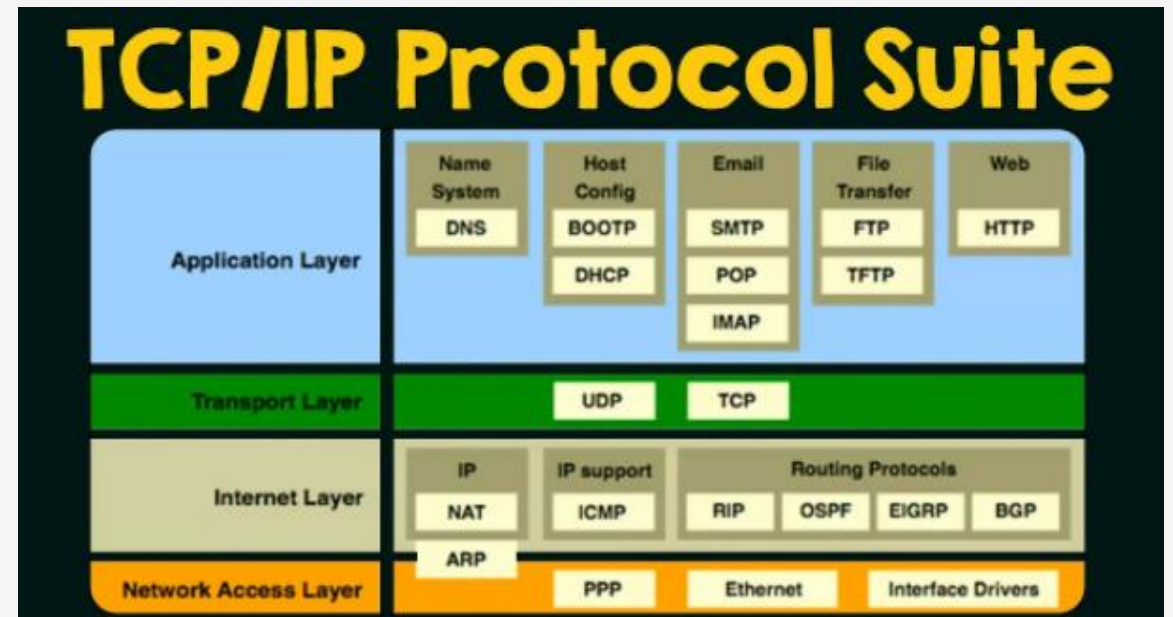 TCP/IP Protocol Suite
Application Layer
Name
System
DNS
Host
Config
BOOTP
DHCP
Email
SMTP
POP
IMAP
File
Transfer
FTP
TFTP
Web
HTTP
Transport Layer
UDP
TCP
Internet Layer
IP
NAT
ARP
IP support
ICMP
Routing Protocols
RIP
OSPF
EIGRP
BGP
Network Access Layer
PPP
Ethernet
Interface Drivers